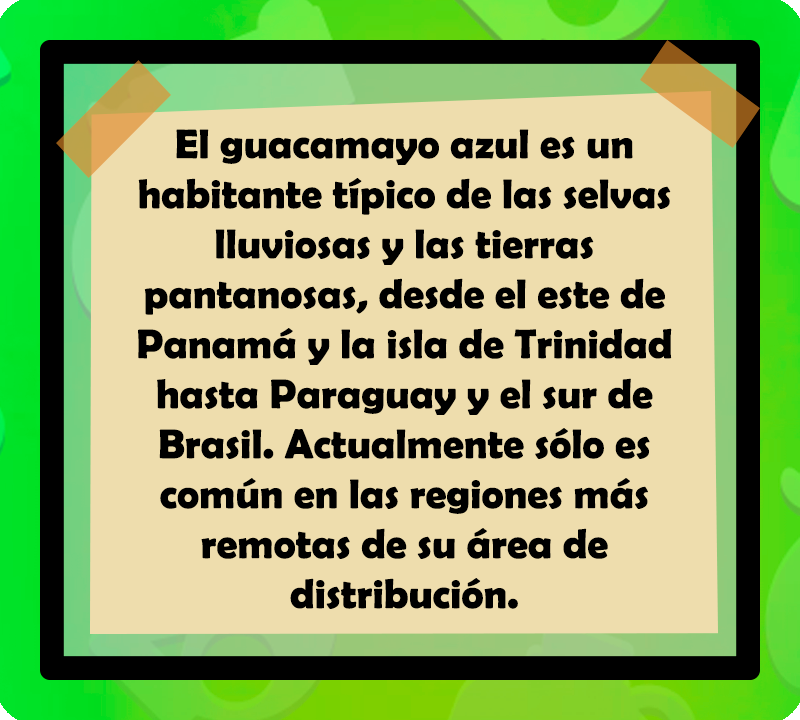 El guacamayo azul es un
habitante típico de las selvas
lluviosas y las tierras
pantanosas, desde el este de
Panamá y la isla de Trinidad
hasta Paraguay y el sur de
Brasil. Actualmente sólo es
común en las regiones más
remotas de su área de
distribución.